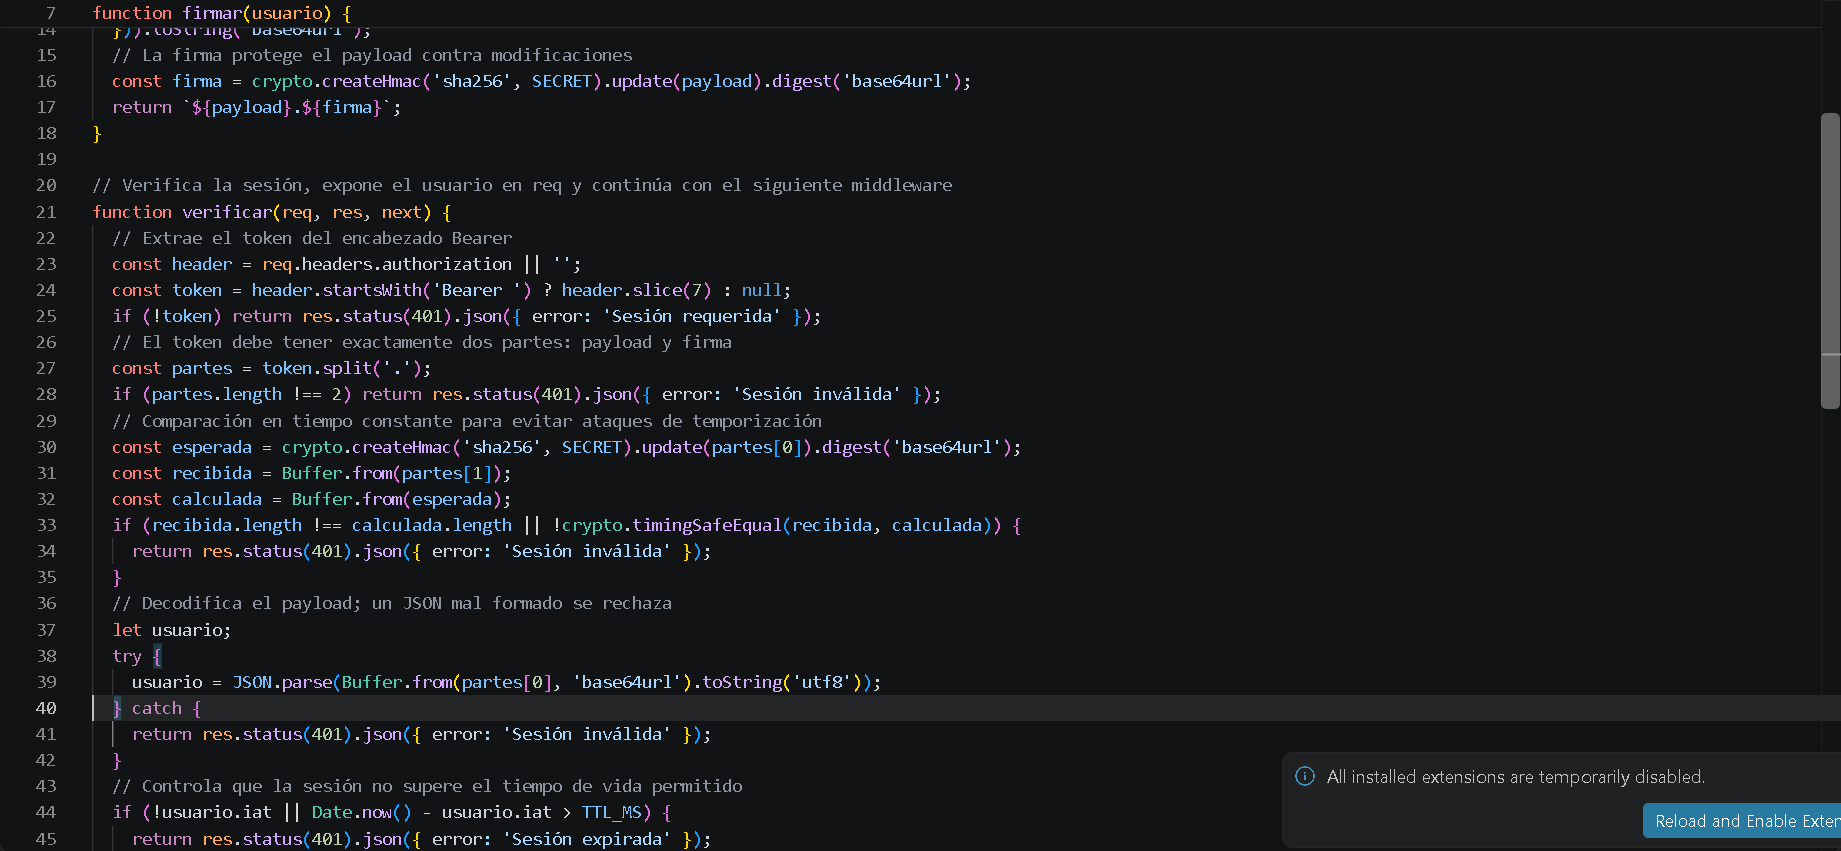 7 function firmar(usuario) {
14 })).toString('base64url');
15 // La firma protege el payload contra modificaciones
16 const firma = crypto.createHmac('sha256', SECRET).update(payload).digest('base64url');
17 return `${payload}.${firma}`;
18 }
19
20 // Verifica la sesión, expone el usuario en req y continúa con el siguiente middleware
21 function verificar(req, res, next) {
22 // Extrae el token del encabezado Bearer
23 const header = req.headers.authorization || '';
24 const token = header.startsWith('Bearer ') ? header.slice(7) : null;
25 if (!token) return res.status(401).json({ error: 'Sesión requerida' });
26 // El token debe tener exactamente dos partes: payload y firma
27 const partes = token.split('.');
28 if (partes.length !== 2) return res.status(401).json({ error: 'Sesión inválida' });
29 // Comparación en tiempo constante para evitar ataques de temporización
30 const esperada = crypto.createHmac('sha256', SECRET).update(partes[0]).digest('base64url');
31 const recibida = Buffer.from(partes[1]);
32 const calculada = Buffer.from(esperada);
33 if (recibida.length !== calculada.length || !crypto.timingSafeEqual(recibida, calculada)) {
34 return res.status(401).json({ error: 'Sesión inválida' });
35 }
36 // Decodifica el payload; un JSON mal formado se rechaza
37 let usuario;
38 try {
39 usuario = JSON.parse(Buffer.from(partes[0], 'base64url').toString('utf8'));
40 } catch {
41 return res.status(401).json({ error: 'Sesión inválida' });
42 }
43 // Controla que la sesión no supere el tiempo de vida permitido
44 if (!usuario.iat || Date.now() - usuario.iat > TTL_MS) {
45 return res.status(401).json({ error: 'Sesión expirada' });
All installed extensions are temporarily disabled.
Reload and Enable Exten